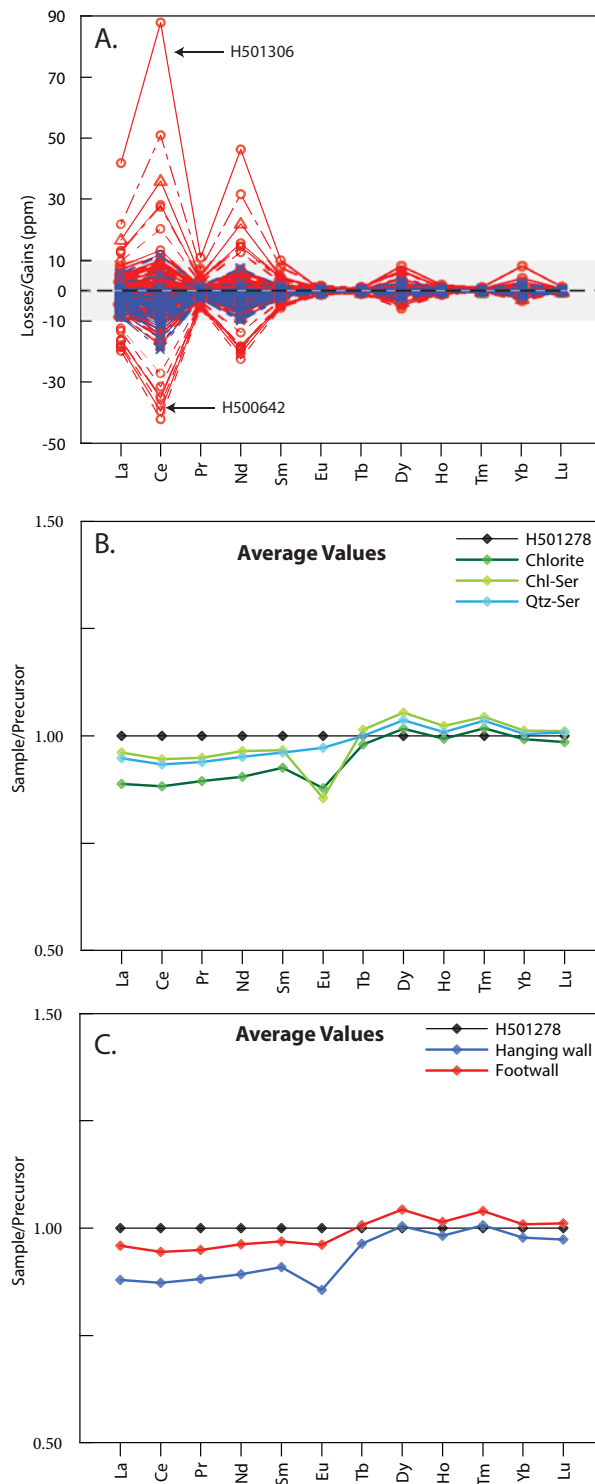 A.
90
70
50
30
10
0
-10
-30
-50
Losses/Gains (ppm)
H501306
H500642
La Ce Pr Nd Sm Eu Tb Dy Ho Tm Yb Lu
B.
Average Values
H501278
Chlorite
Chl-Ser
Qtz-Ser
1.50
1.00
0.50
Sample/Precursor
La Ce Pr Nd Sm Eu Tb Dy Ho Tm Yb Lu
C.
Average Values
H501278
Hanging wall
Footwall
1.50
1.00
0.50
Sample/Precursor
La Ce Pr Nd Sm Eu Tb Dy Ho Tm Yb Lu